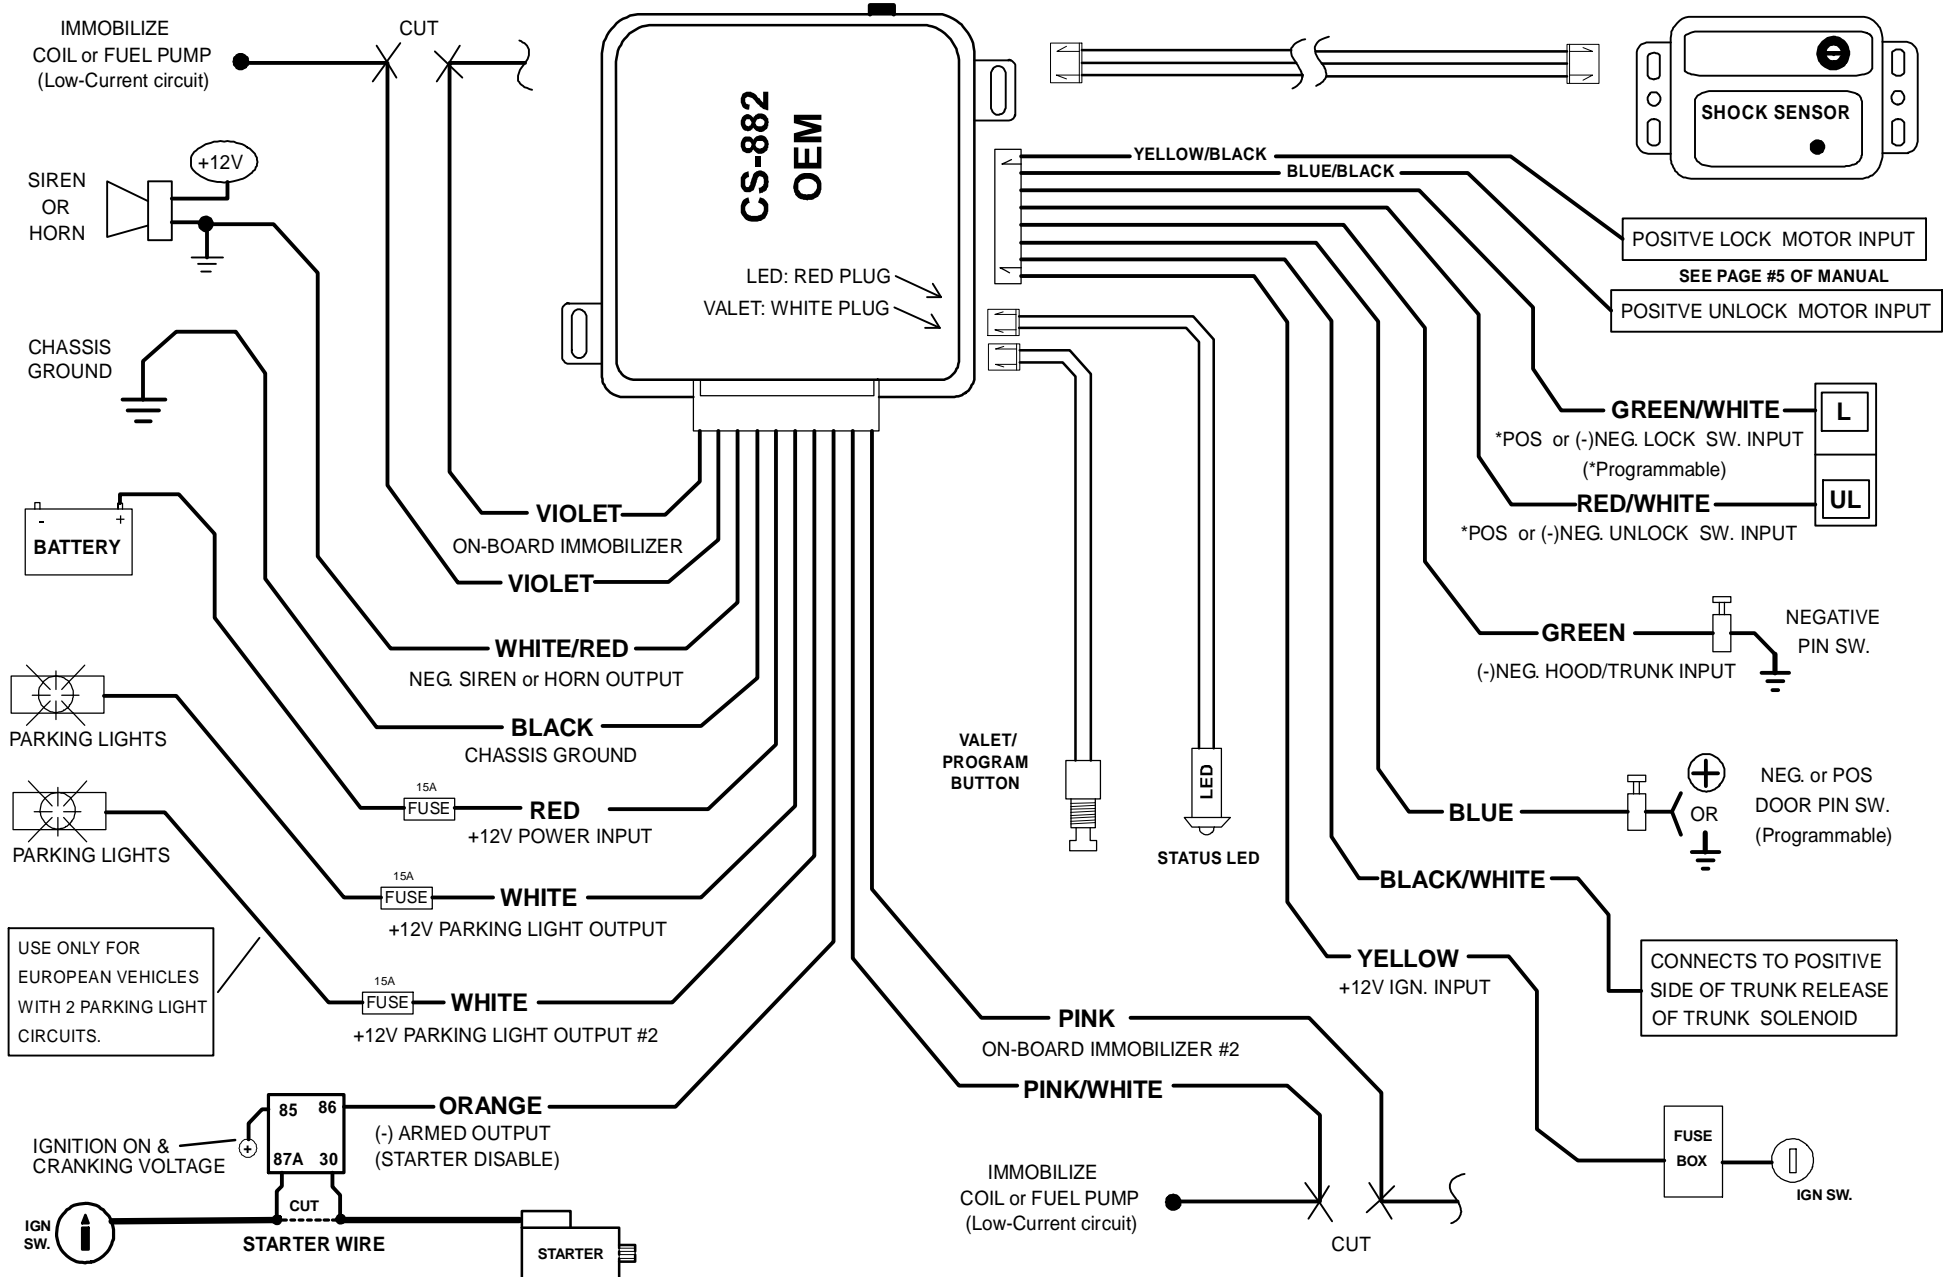 IMMOBILIZE
COIL or FUEL PUMP
(Low-Current circuit)
CUT
SIREN
OR
HORN
+12V
CHASSIS
GROUND
- +
BATTERY
PARKING LIGHTS
PARKING LIGHTS
USE ONLY FOR
EUROPEAN VEHICLES
WITH 2 PARKING LIGHT
CIRCUITS.
CS-882
OEM
LED: RED PLUG
VALET: WHITE PLUG
VIOLET
ON-BOARD IMMOBILIZER
VIOLET
WHITE/RED
NEG. SIREN or HORN OUTPUT
BLACK
CHASSIS GROUND
15A
FUSE
RED
+12V POWER INPUT
15A
FUSE
WHITE
+12V PARKING LIGHT OUTPUT
15A
FUSE
WHITE
+12V PARKING LIGHT OUTPUT #2
ORANGE
(-) ARMED OUTPUT
(STARTER DISABLE)
85 86
87A 30
IGNITION ON &
CRANKING VOLTAGE
+
CUT
IGN
SW.
STARTER WIRE
STARTER
VALET/
PROGRAM
BUTTON
LED
STATUS LED
PINK
ON-BOARD IMMOBILIZER #2
PINK/WHITE
IMMOBILIZE
COIL or FUEL PUMP
(Low-Current circuit)
CUT
SHOCK SENSOR
YELLOW/BLACK
BLUE/BLACK
POSITVE LOCK MOTOR INPUT
SEE PAGE #5 OF MANUAL
POSITVE UNLOCK MOTOR INPUT
GREEN/WHITE
L
*POS or (-)NEG. LOCK SW. INPUT
(*Programmable)
RED/WHITE
UL
*POS or (-)NEG. UNLOCK SW. INPUT
GREEN
(-)NEG. HOOD/TRUNK INPUT
NEGATIVE
PIN SW.
BLUE
+
OR
NEG. or POS
DOOR PIN SW.
(Programmable)
BLACK/WHITE
CONNECTS TO POSITIVE
SIDE OF TRUNK RELEASE
OF TRUNK SOLENOID
YELLOW
+12V IGN. INPUT
FUSE
BOX
IGN SW.